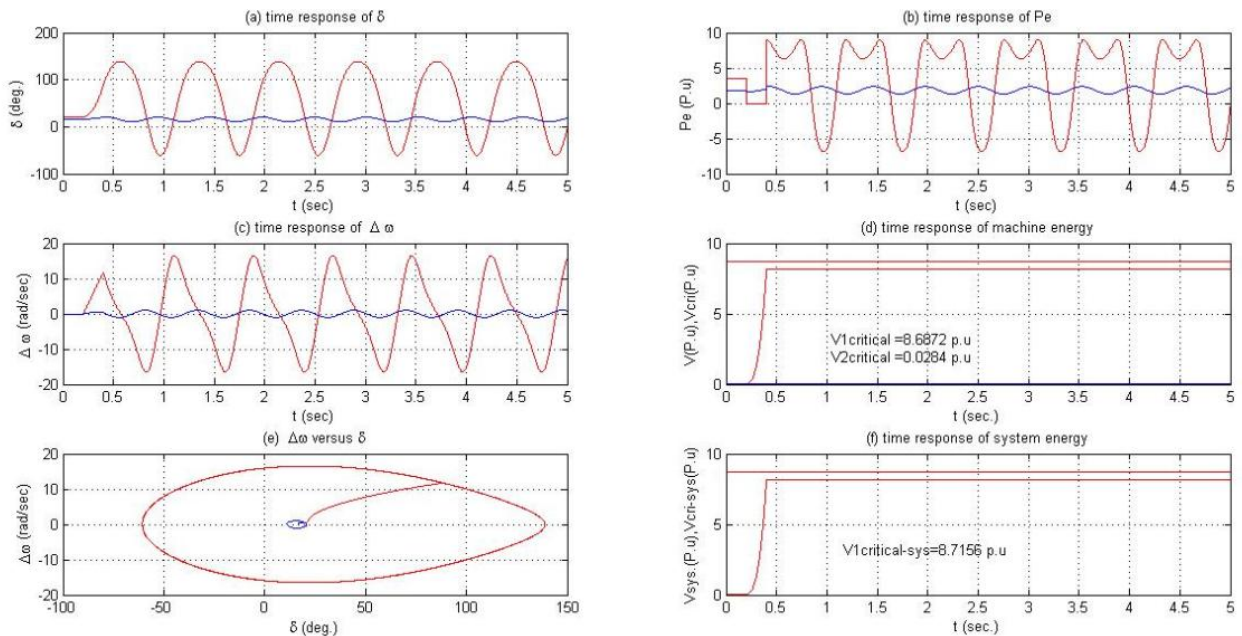 (a) time response of δ
200
100
0
-100
δ (deg.)
0 0.5 1 1.5 2 2.5 3 3.5 4 4.5 5
t (sec)
(b) time response of Pe
10
5
0
-5
-10
Pe (P.u)
0 0.5 1 1.5 2 2.5 3 3.5 4 4.5 5
t (sec)
(c) time response of Δ ω
20
10
0
-10
-20
Δ ω (rad/sec)
0 0.5 1 1.5 2 2.5 3 3.5 4 4.5 5
t (sec)
(d) time response of machine energy
10
5
0
V(P.u),Vcri(P.u)
V1critical =8.6872 p.u
V2critical =0.0284 p.u
0 0.5 1 1.5 2 2.5 3 3.5 4 4.5 5
t (sec.)
(e) Δω versus δ
20
10
0
-10
-20
Δω (rad/sec)
-100 -50 0 50 100 150
δ (deg.)
(f) time response of system energy
10
5
0
Vsys.(P.u),Vcri-sys(P.u)
V1critical-sys=8.7156 p.u
0 0.5 1 1.5 2 2.5 3 3.5 4 4.5 5
t (sec.)